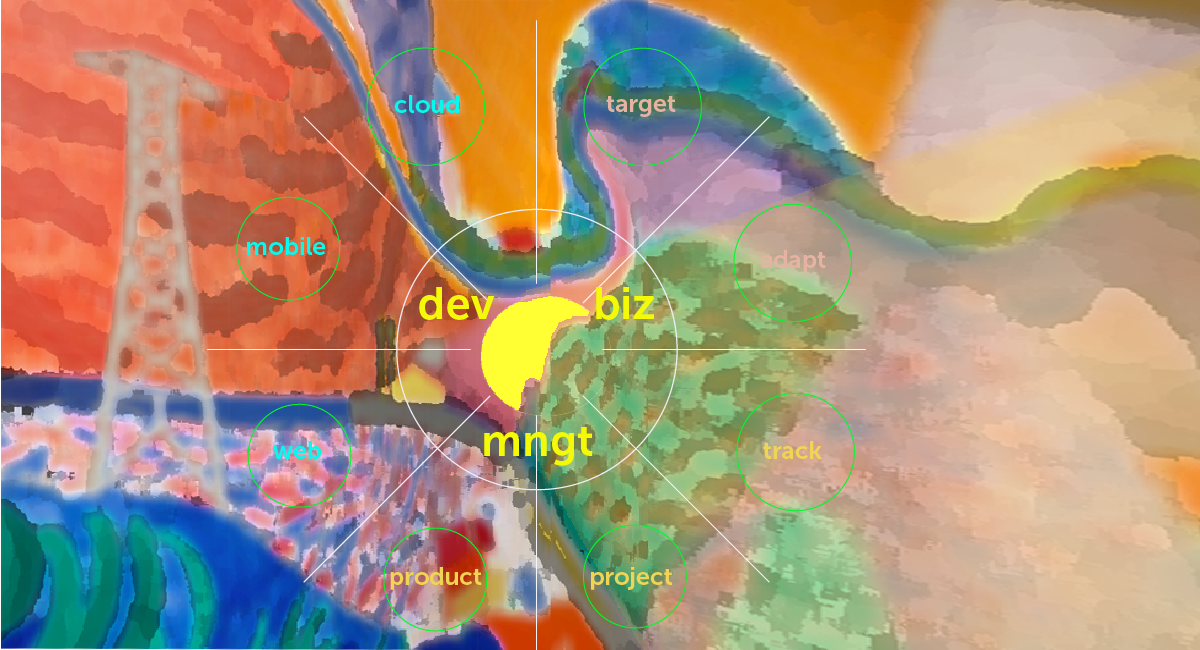 cloud
target
mobile
adapt
dev
biz
mngt
web
track
product
project